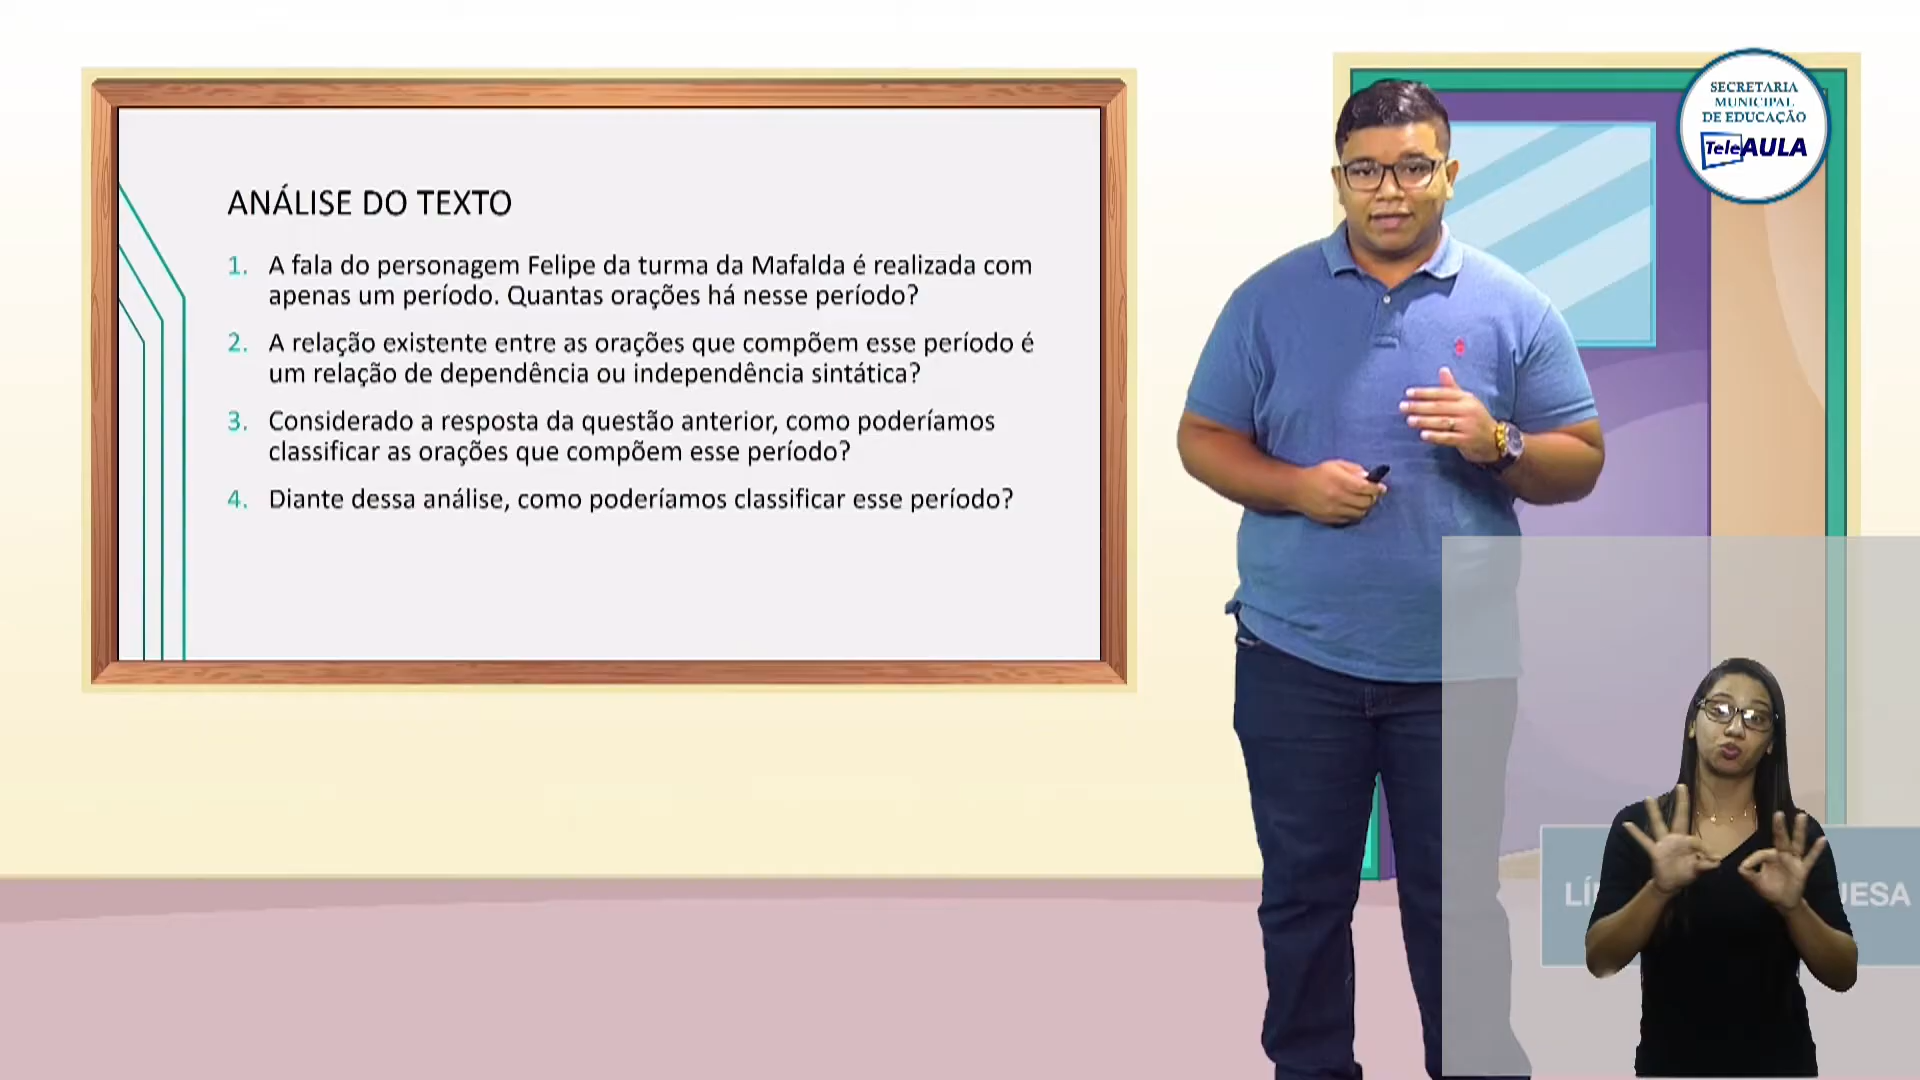 ANÁLISE DO TEXTO
1. A fala do personagem Felipe da turma da Mafalda é realizada com
apenas um período. Quantas orações há nesse período?
2. A relação existente entre as orações que compõem esse período é
um relação de dependência ou independência sintática?
3. Considerado a resposta da questão anterior, como poderíamos
classificar as orações que compõem esse período?
4. Diante dessa análise, como poderíamos classificar esse período?
SECRETARIA
MUNICIPAL
DE EDUCAÇÃO
TeleAULA